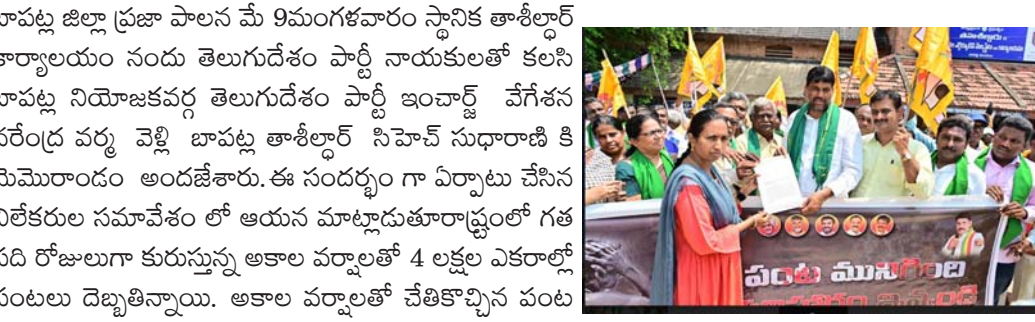 బాపట్ల జిల్లా ప్రజా పాలన మే 9మంగళవారం స్థానిక తాశీల్ధార్
కార్యాలయం నందు తెలుగుదేశం పార్టీ నాయకులతో కలసి
బాపట్ల నియోజకవర్గ తెలుగుదేశం పార్టీ ఇంచార్జ్ వేగేశన
నరేంద్ర వర్మ వెళ్లి బాపట్ల తాశీల్ధార్ సిహెచ్ సుధారాణి కి
మెమొరాండం అందజేశారు.ఈ సందర్భం గా ఏర్పాటు చేసిన
విలేకరుల సమావేశం లో ఆయన మాట్లాడుతూరాష్ట్రంలో గత
పది రోజులుగా కురుస్తున్న అకాల వర్షాలతో 4 లక్షల ఎకరాల్లో
పంటలు దెబ్బతిన్నాయి. అకాల వర్షాలతో చేతికొచ్చిన పంట
పంట మునిగింది